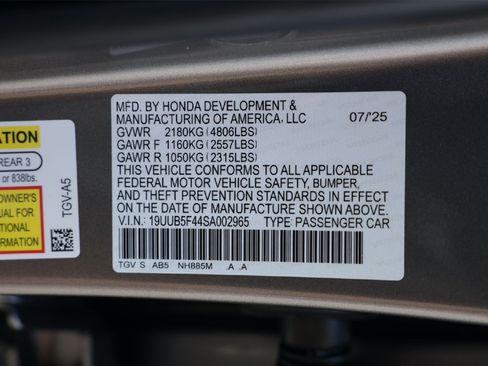 MFD. BY HONDA DEVELOPMENT &
MANUFACTURING OF AMERICA, LLC 07/'25
GVWR 2180KG (4806LBS)
GAWR F 1160KG (2557LBS)
GAWR R 1050KG (2315LBS)
THIS VEHICLE CONFORMS TO ALL APPLICABLE
FEDERAL MOTOR VEHICLE SAFETY, BUMPER,
AND THEFT PREVENTION STANDARDS IN EFFECT
ON THE DATE OF MANUFACTURE SHOWN ABOVE.
V.I.N.: 19UUB5F44SA002965 TYPE: PASSENGER CAR
TGV S AB5 NH885M .A .A
ATION
REAR 3
or 838lbs.
OWNER'S
UAL FOR
TIONAL
RMATION
TGV-A5